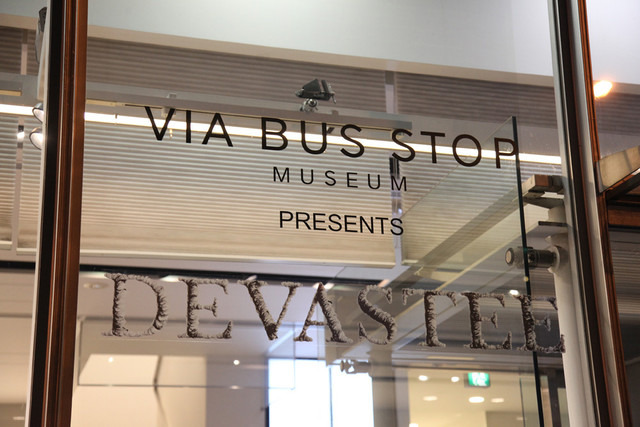 VIA BUS STOP
MUSEUM
PRESENTS
DEVASTEE